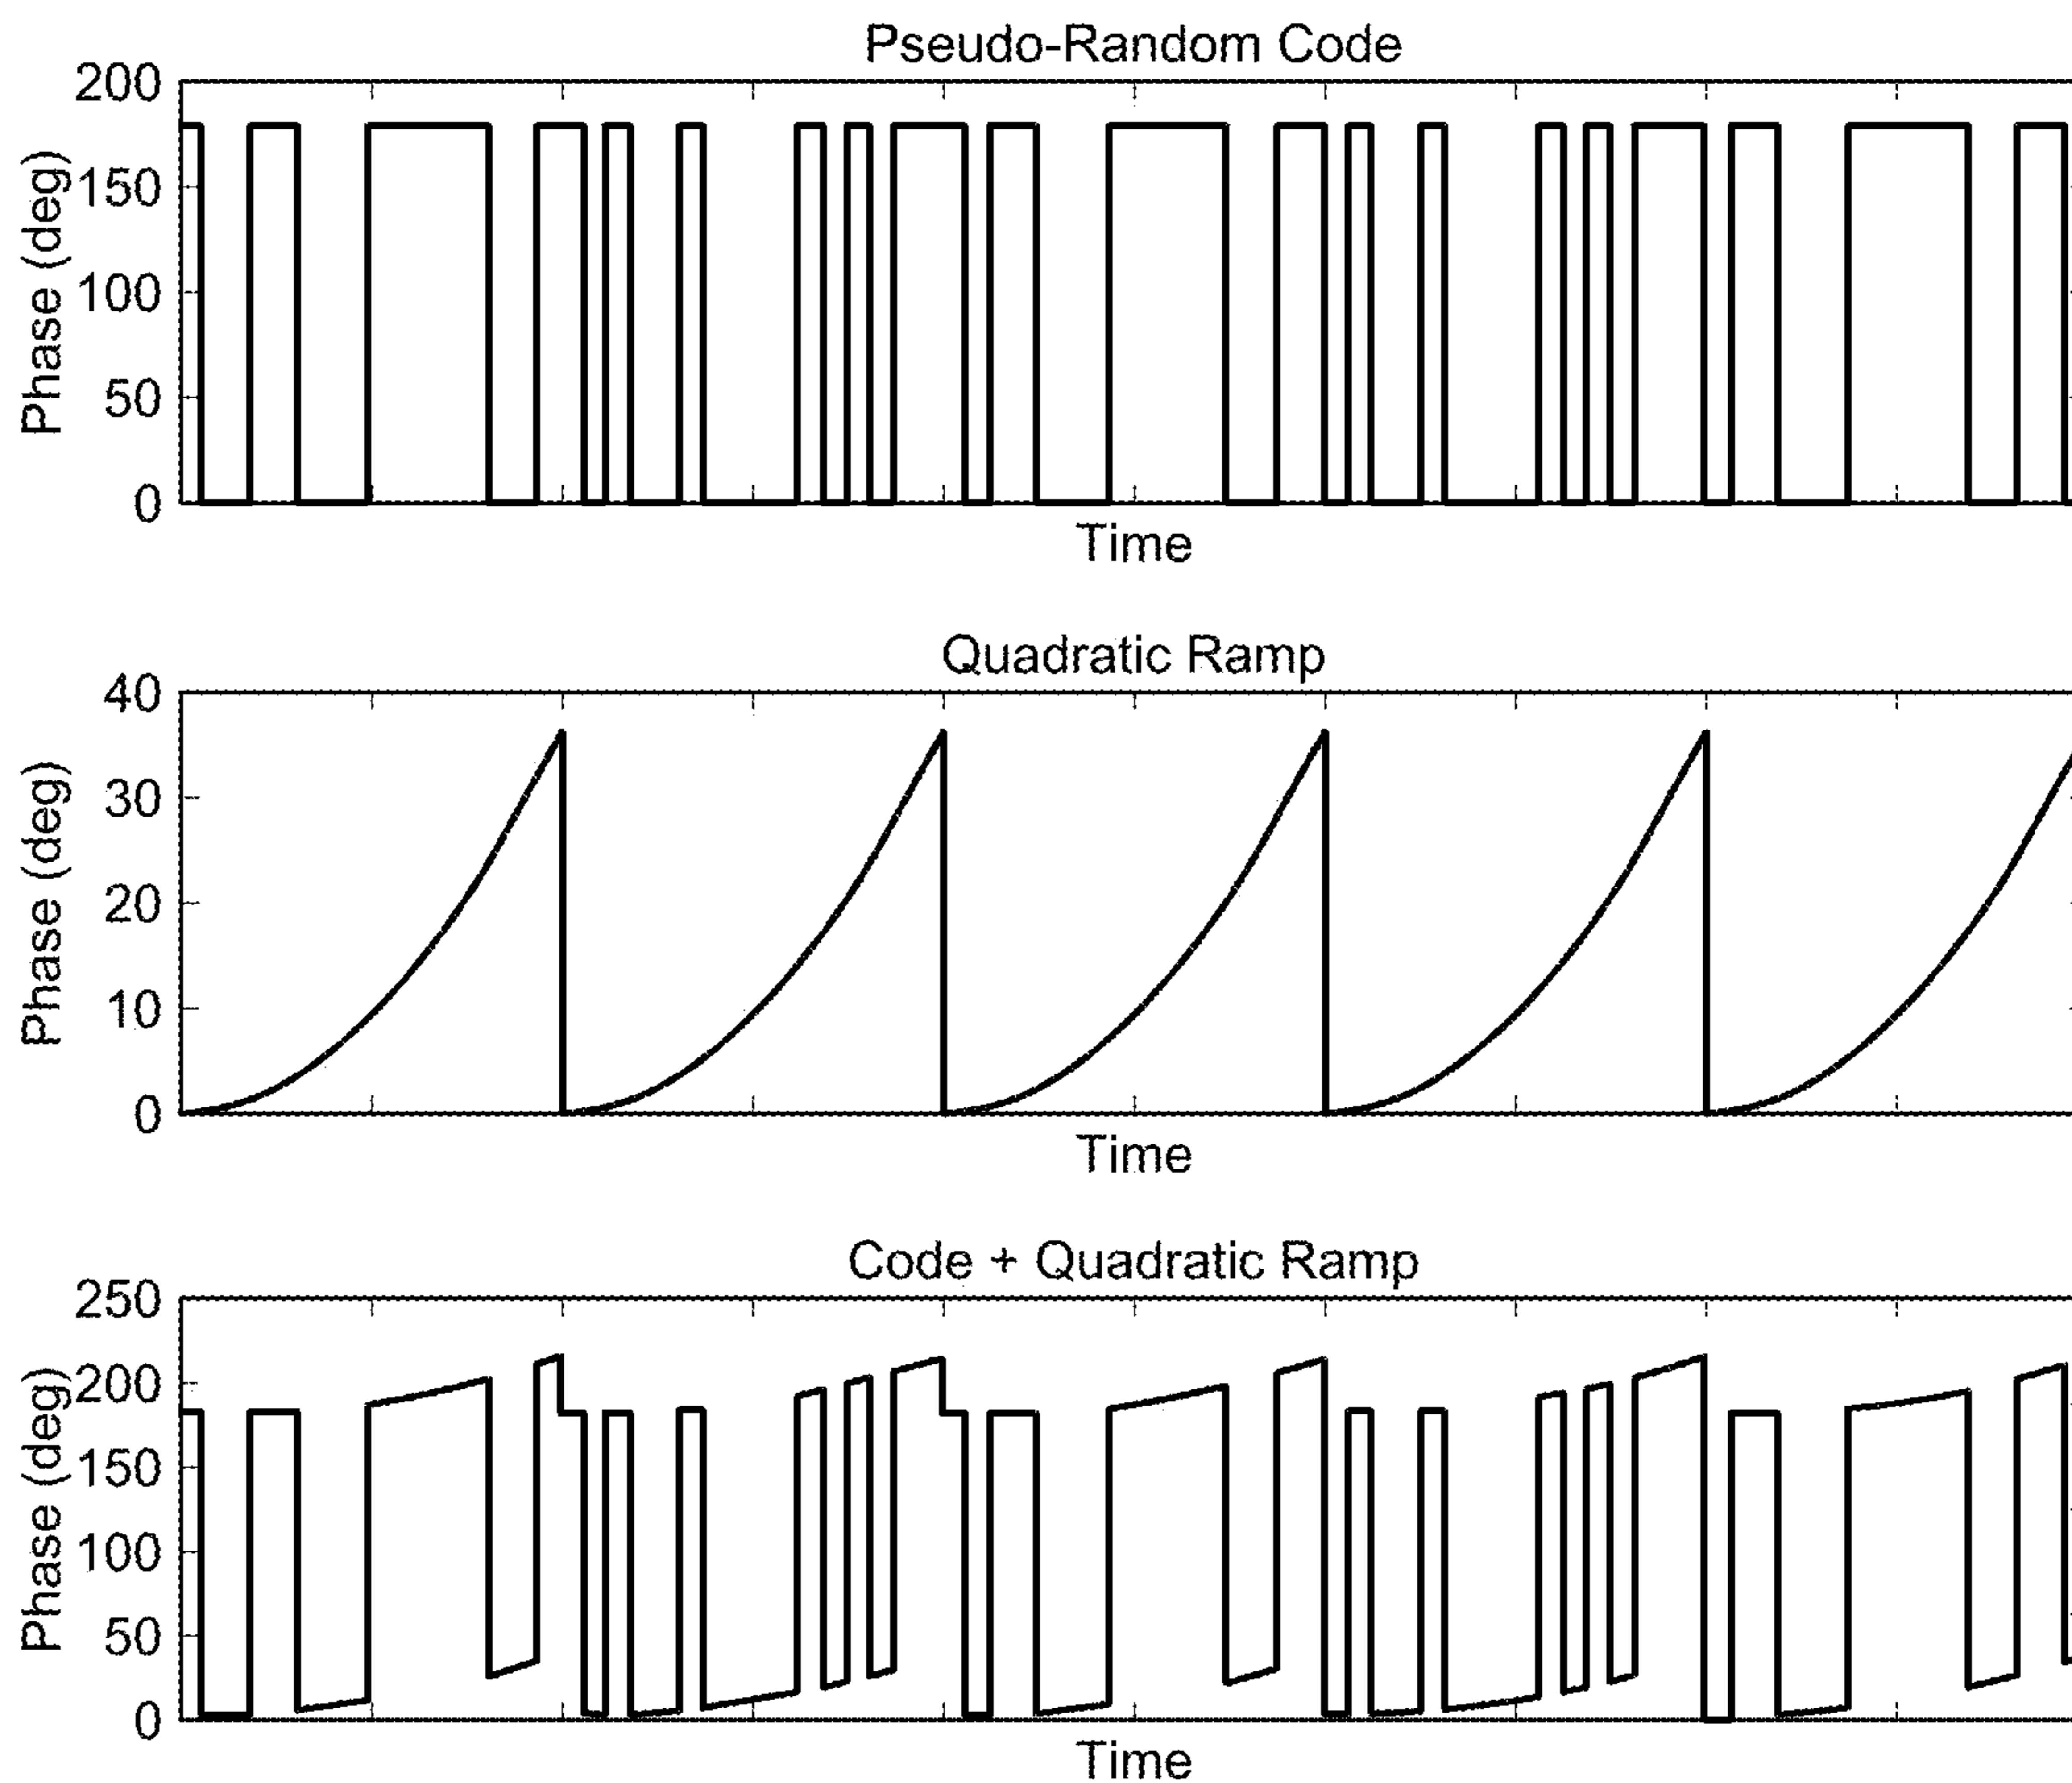 Pseudo-Random Code
200
150
100
50
0
Phase (deg)
Time
Quadratic Ramp
40
30
20
10
0
Phase (deg)
Time
Code + Quadratic Ramp
250
200
150
100
50
0
Phase (deg)
Time